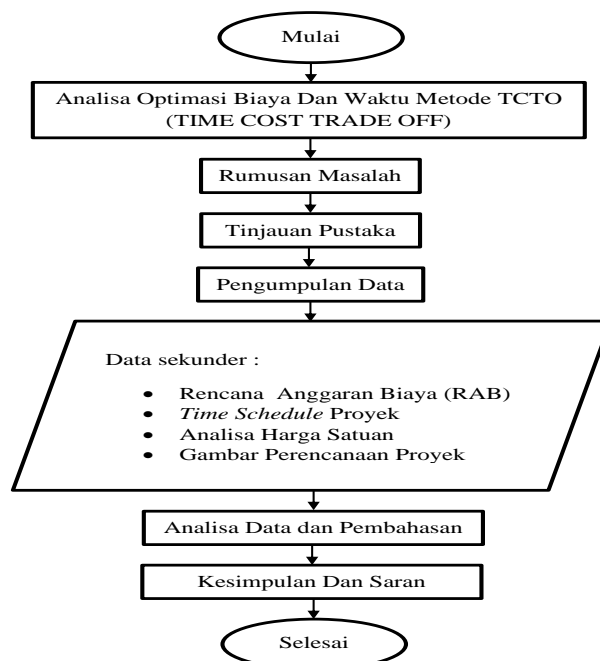 Mulai
Analisa Optimasi Biaya Dan Waktu Metode TCTO
(TIME COST TRADE OFF)
Rumusan Masalah
Tinjauan Pustaka
Pengumpulan Data
Data sekunder :
• Rencana Anggaran Biaya (RAB)
• Time Schedule Proyek
• Analisa Harga Satuan
• Gambar Perencanaan Proyek
Analisa Data dan Pembahasan
Kesimpulan Dan Saran
Selesai